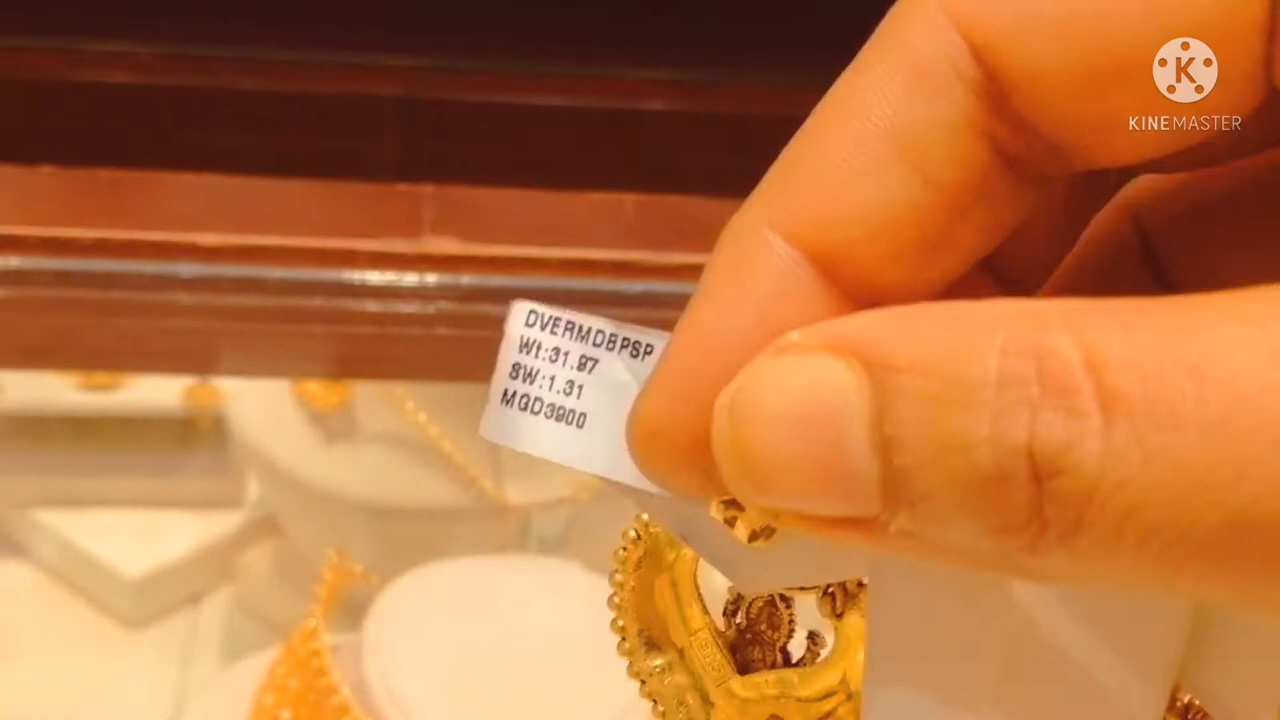 KINEMASTER
DVERMDBPSP
Wt:31.97
SW:1.31
MGD3900